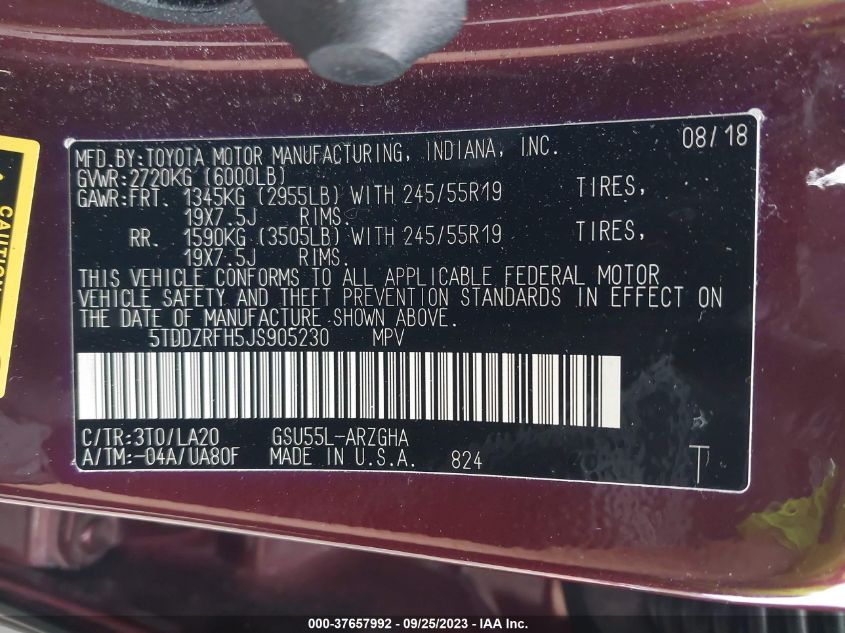 08/18
MFD.BY:TOYOTA MOTOR MANUFACTURING, INDIANA, INC.
GVWR:2720KG (6000LB)
GAWR:FRT. 1345KG (2955LB) WITH 245/55R19 TIRES,
19X7.5J RIMS.
RR. 1590KG (3505LB) WITH 245/55R19 TIRES,
19X7.5J RIMS.
THIS VEHICLE CONFORMS TO ALL APPLICABLE FEDERAL MOTOR
VEHICLE SAFETY AND THEFT PREVENTION STANDARDS IN EFFECT ON
THE DATE OF MANUFACTURE SHOWN ABOVE.
5TDDZRFH5JS905230 MPV
C/TR:3T0/LA20 GSU55L-ARZGHA
A/TM:-04A/UA80F MADE IN U.S.A. 824 T
CAUTION
000-37657992 - 09/25/2023 - IAA Inc.